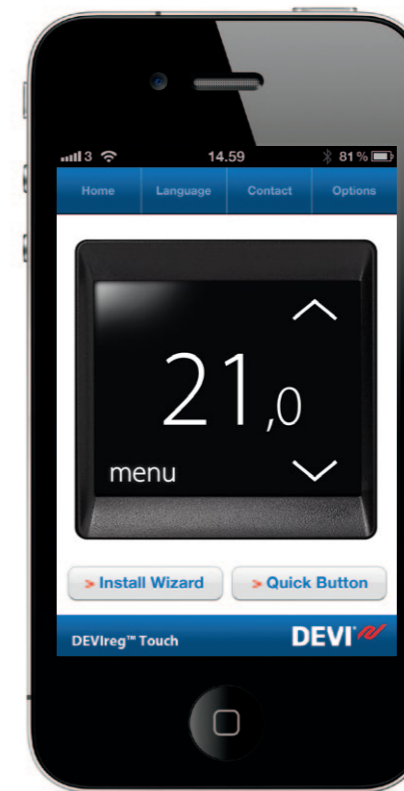 3 14.59 81%
Home Language Contact Options
21,0
menu
> Install Wizard > Quick Button
DEVIreg™ Touch DEVI